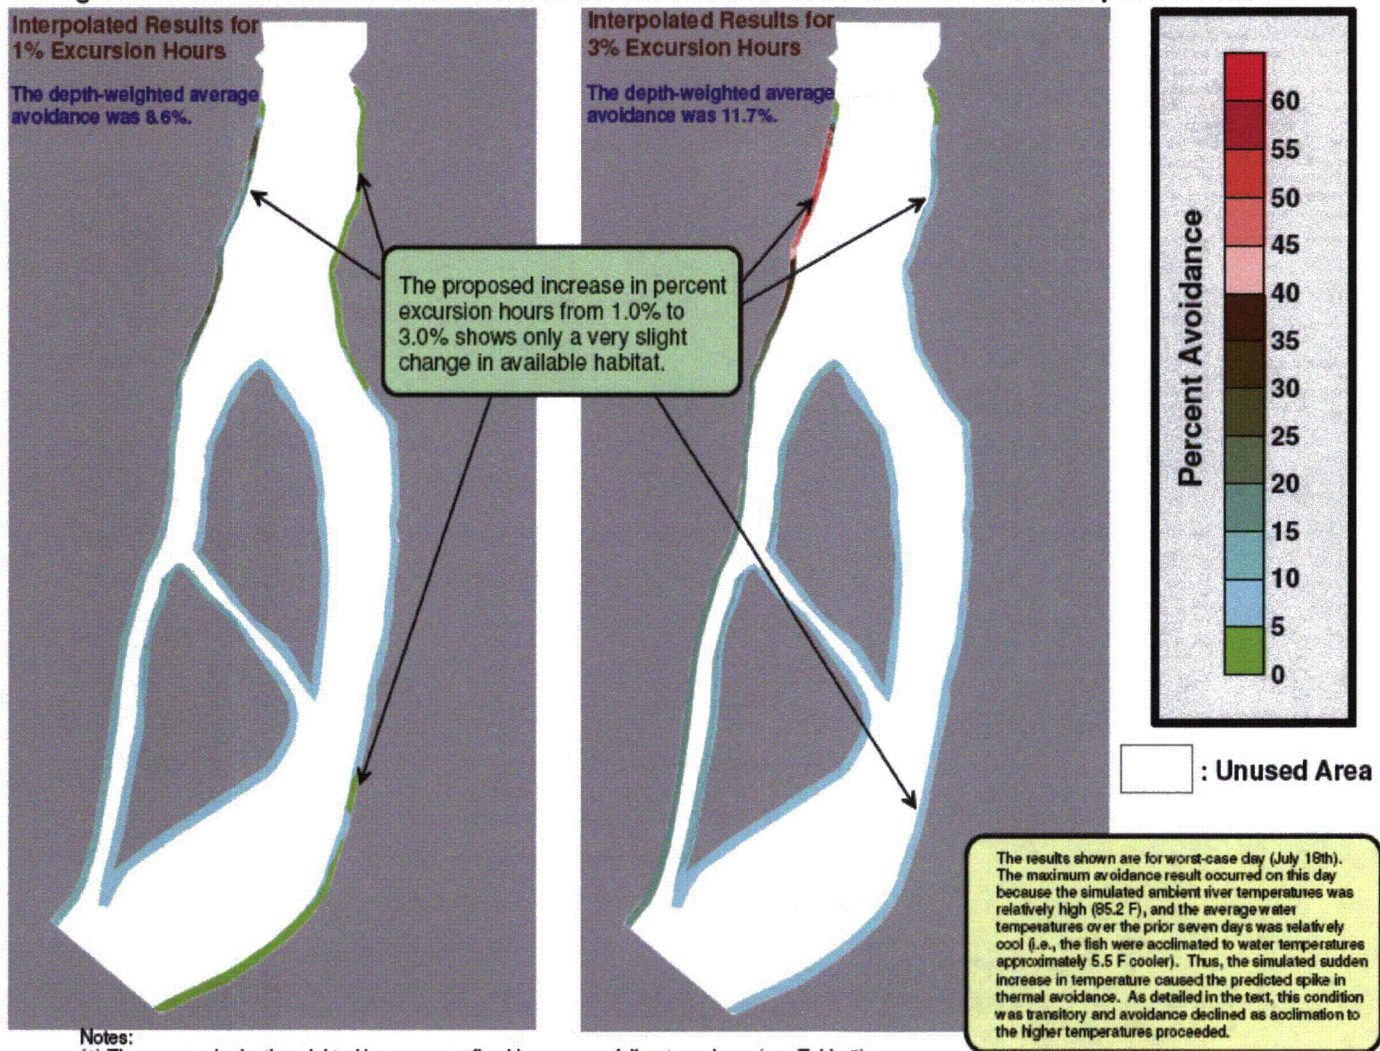 Interpolated Results for
1% Excursion Hours
The depth-weighted average
avoidance was 8.6%.
Interpolated Results for
3% Excursion Hours
The depth-weighted average
avoidance was 11.7%.
The proposed increase in percent
excursion hours from 1.0% to
3.0% shows only a very slight
change in available habitat.
Percent Avoidance
60
55
50
45
40
35
30
25
20
15
10
5
0
: Unused Area
The results shown are for worst-case day (July 18th).
The maximum avoidance result occurred on this day
because the simulated ambient river temperatures was
relatively high (85.2 F), and the average water
temperatures over the prior seven days was relatively
cool (i.e., the fish were acclimated to water temperatures
approximately 5.5 F cooler). Thus, the simulated sudden
increase in temperature caused the predicted spike in
thermal avoidance. As detailed in the text, this condition
was transitory and avoidance declined as acclimation to
the higher temperatures proceeded.
Notes: